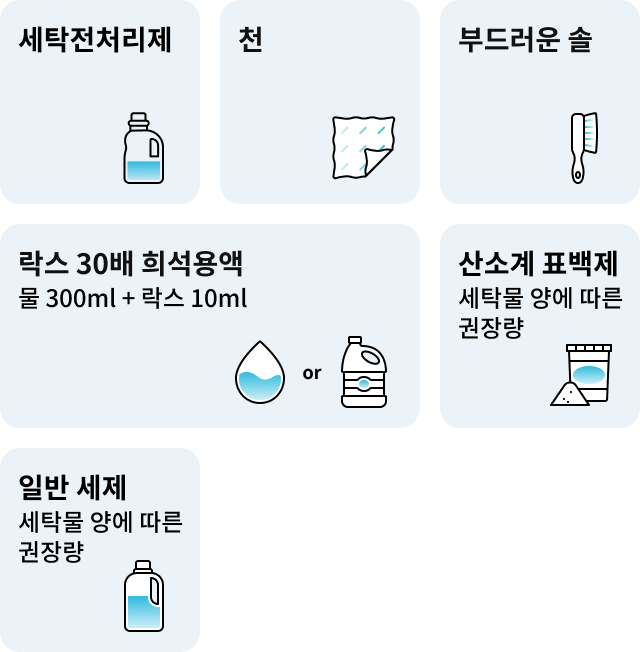 세탁전처리제
천
부드러운 솔
락스 30배 희석용액
물 300ml + 락스 10ml
or
산소계 표백제
세탁물 양에 따른
권장량
일반 세제
세탁물 양에 따른
권장량